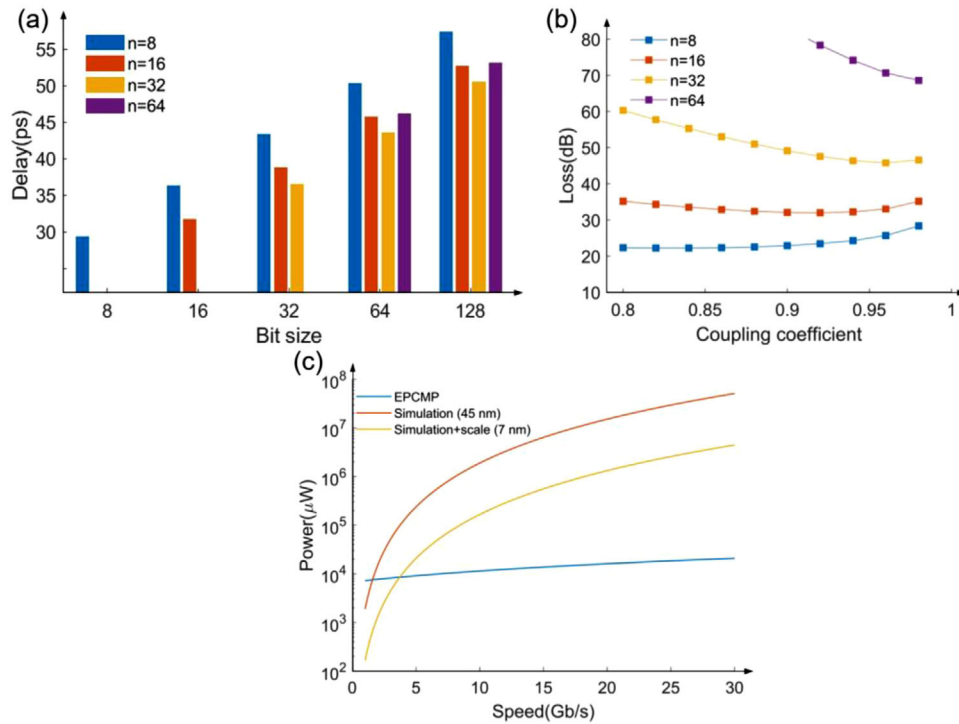 (a)
Delay(ps)
55
50
45
40
35
30
n=8
n=16
n=32
n=64
8 16 32 64 128
Bit size
(b)
Loss(dB)
80
70
60
50
40
30
20
10
n=8
n=16
n=32
n=64
0.8 0.85 0.9 0.95 1
Coupling coefficient
(c)
Power(μW)
10^8
10^7
10^6
10^5
10^4
10^3
10^2
EPCMP
Simulation (45 nm)
Simulation+scale (7 nm)
0 5 10 15 20 25 30
Speed(Gb/s)